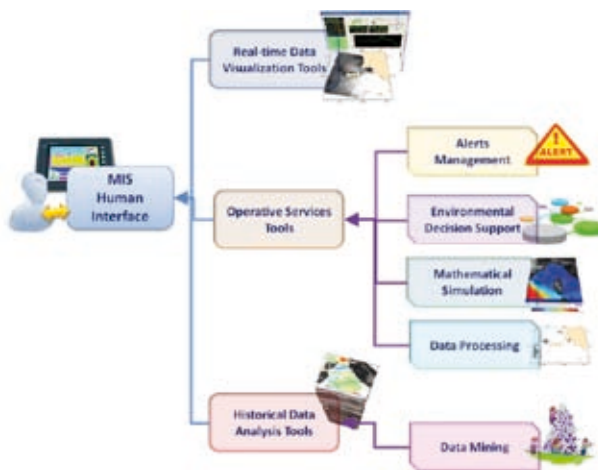 Real-time Data
Visualization Tools
MIS
Human
Interface
Operative Services
Tools
Alerts
Management
!
ALERT
Environmental
Decision Support
Mathematical
Simulation
Data Processing
Historical Data
Analysis Tools
Data Mining